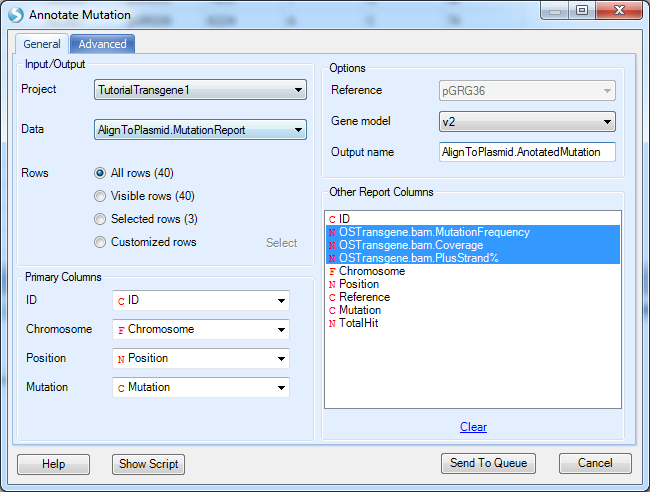 Annotate Mutation
General
Advanced
Input/Output
Project
TutorialTransgene1
Data
AlignToPlasmid.MutationReport
Rows
All rows (40)
Visible rows (40)
Selected rows (3)
Customized rows
Select
Primary Columns
ID
C ID
Chromosome
F Chromosome
Position
N Position
Mutation
C Mutation
Options
Reference
pGRG36
Gene model
v2
Output name
AlignToPlasmid.AnotatedMutation
Other Report Columns
C ID
N OSTransgene.bam.MutationFrequency
N OSTransgene.bam.Coverage
N OSTransgene.bam.PlusStrand%
F Chromosome
N Position
C Reference
C Mutation
N TotalHit
Clear
Help
Show Script
Send To Queue
Cancel